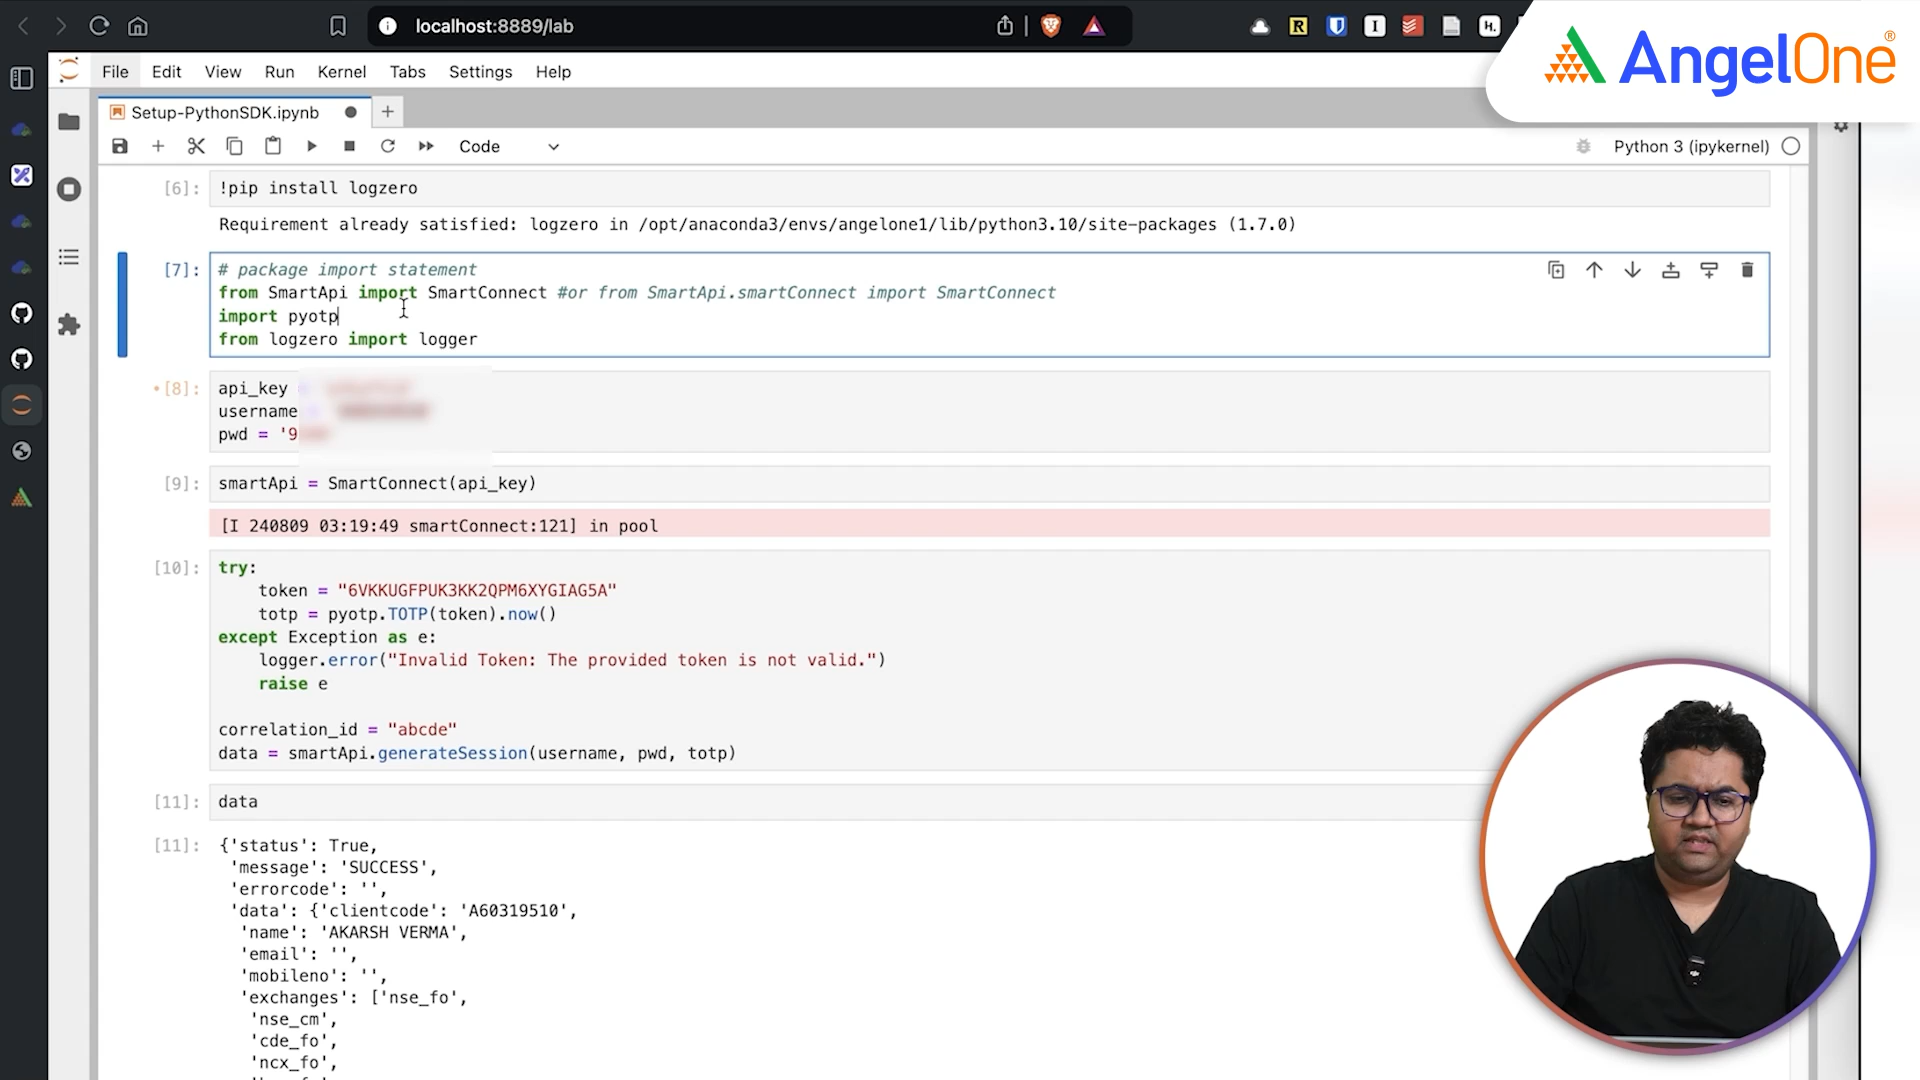 localhost:8889/lab
AngelOne®
File Edit View Run Kernel Tabs Settings Help
Setup-PythonSDK.ipynb
Code
Python 3 (ipykernel)
[6]: !pip install logzero
Requirement already satisfied: logzero in /opt/anaconda3/envs/angelone1/lib/python3.10/site-packages (1.7.0)
[7]: # package import statement
from SmartApi import SmartConnect #or from SmartApi.smartConnect import SmartConnect
import pyotp
from logzero import logger
[8]: api_key
username
pwd = '9
[9]: smartApi = SmartConnect(api_key)
[I 240809 03:19:49 smartConnect:121] in pool
[10]: try:
token = "6VKKUGFPUK3KK2QPM6XYGIAG5A"
totp = pyotp.TOTP(token).now()
except Exception as e:
logger.error("Invalid Token: The provided token is not valid.")
raise e
correlation_id = "abcde"
data = smartApi.generateSession(username, pwd, totp)
[11]: data
[11]: {'status': True,
'message': 'SUCCESS',
'errorcode': '',
'data': {'clientcode': 'A60319510',
'name': 'AKARSH VERMA',
'email': '',
'mobileno': '',
'exchanges': ['nse_fo',
'nse_cm',
'cde_fo',
'ncx_fo',